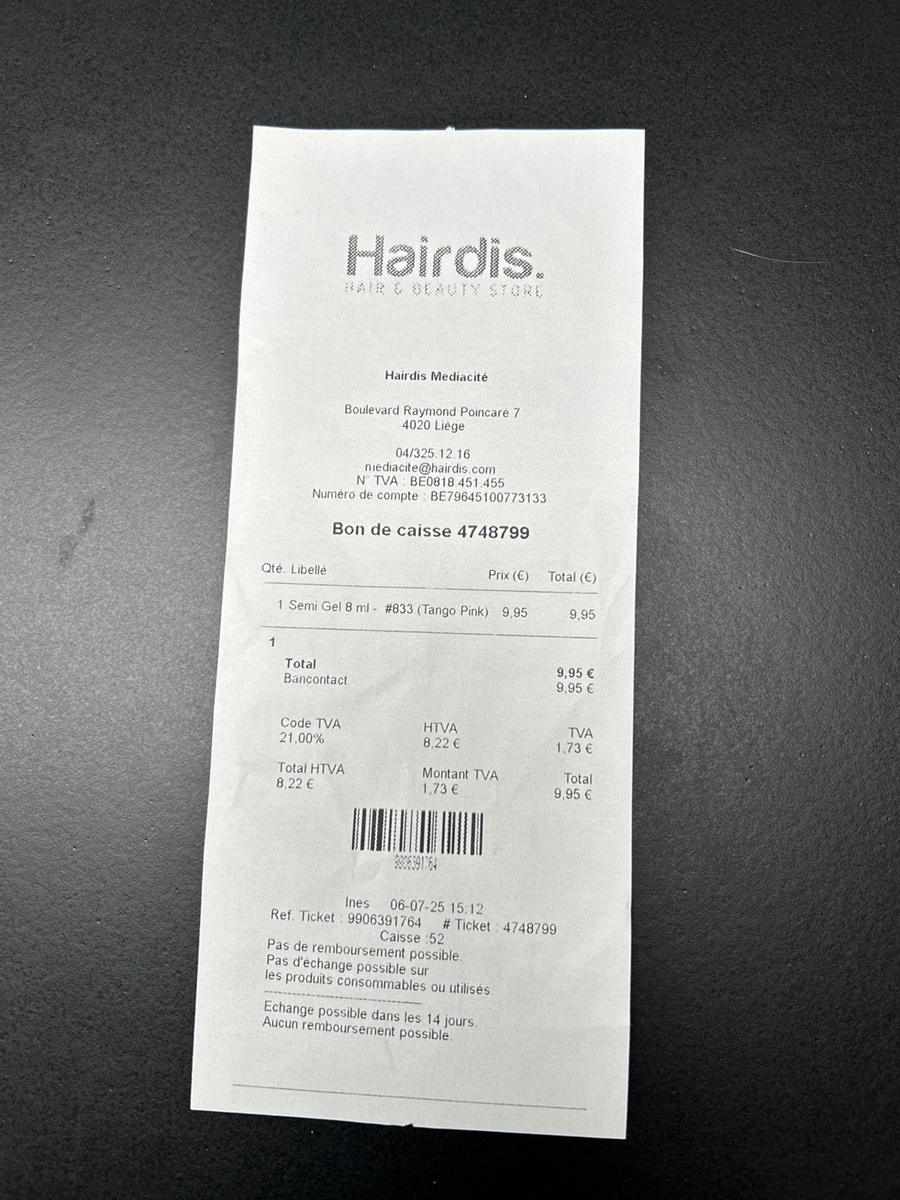 Hairdis.
HAIR & BEAUTY STORE
Hairdis Mediacité
Boulevard Raymond Poincaré 7
4020 Liège
04/325.12.16
mediacite@hairdis.com
N° TVA : BE0818.451.455
Numéro de compte : BE79645100773133
Bon de caisse 4748799
Qté. Libellé Prix (€) Total (€)
1 Semi Gel 8 ml - #833 (Tango Pink) 9,95 9,95
1
Total 9,95 €
Bancontact 9,95 €
Code TVA HTVA TVA
21,00% 8,22 € 1,73 €
Total HTVA Montant TVA Total
8,22 € 1,73 € 9,95 €
9906391764
Ines 06-07-25 15:12
Ref. Ticket : 9906391764 # Ticket : 4748799
Caisse :52
Pas de remboursement possible.
Pas d'échange possible sur
les produits consommables ou utilisés.
Echange possible dans les 14 jours.
Aucun remboursement possible.